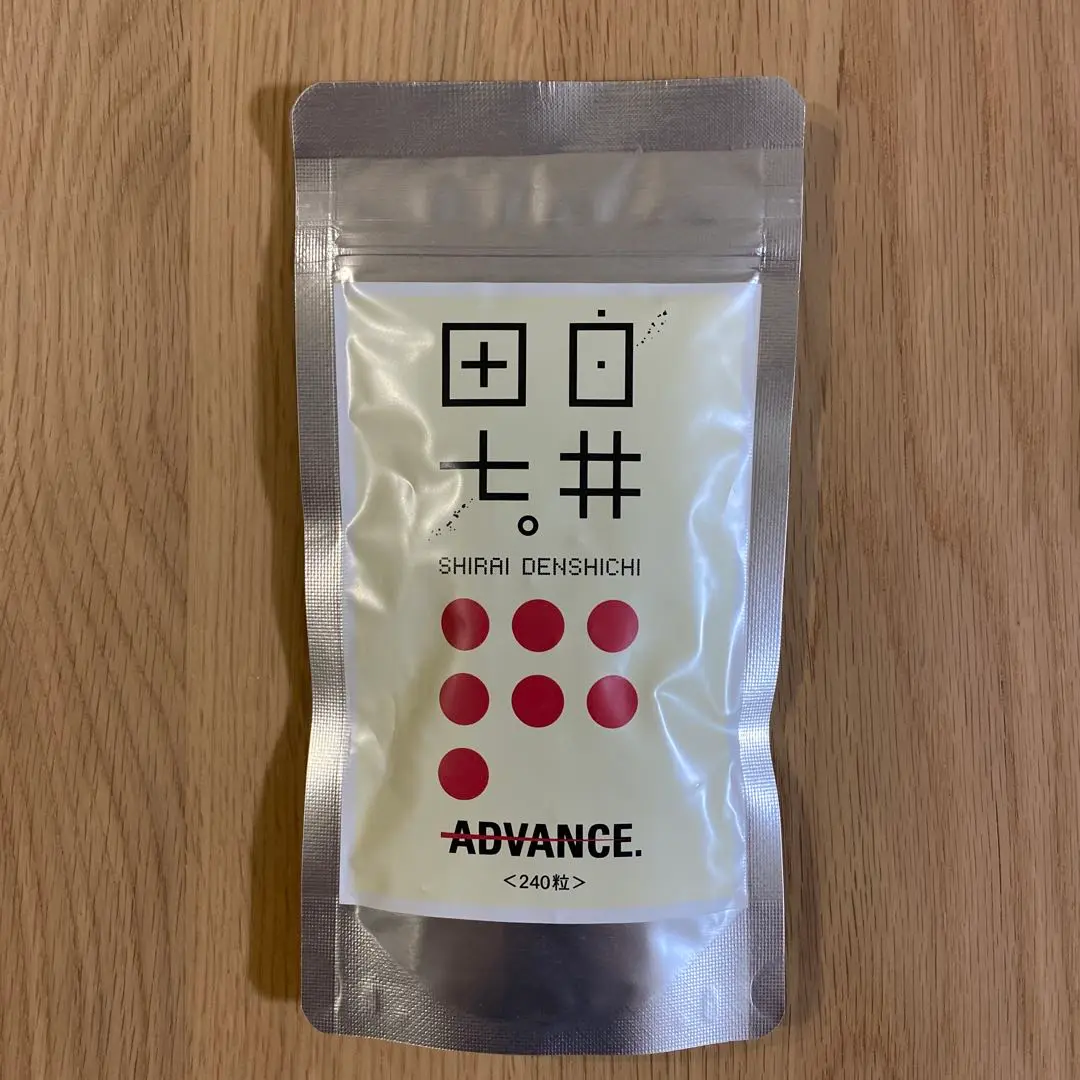 白井
田七。
SHIRAI DENSHICHI
ADVANCE.
<240粒>